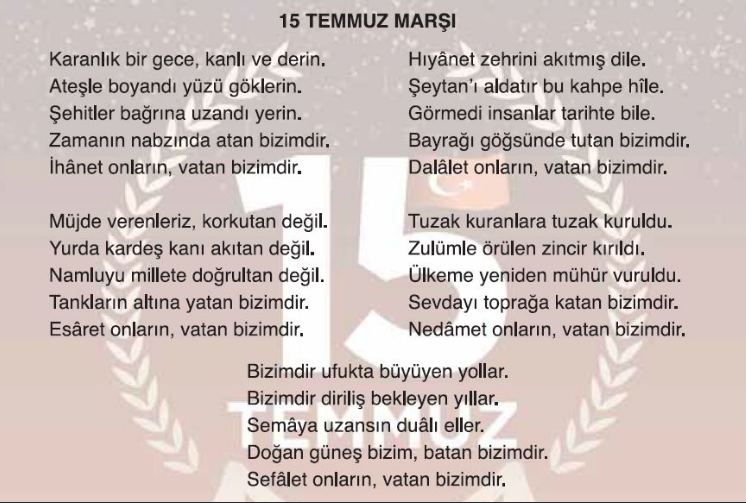 15 TEMMUZ MARŞI
Karanlık bir gece, kanlı ve derin.
Ateşle boyandı yüzü göklerin.
Şehitler bağrına uzandı yerin.
Zamanın nabzında atan bizimdir.
İhânet onların, vatan bizimdir.
Müjde verenleriz, korkutan değil.
Yurda kardeş kanı akıtan değil.
Namluyu millete doğrultan değil.
Tankların altına yatan bizimdir.
Esâret onların, vatan bizimdir.
Hıyânet zehrini akıtmış dile.
Şeytan'ı aldatır bu kahpe hîle.
Görmedi insanlar tarihte bile.
Bayrağı göğsünde tutan bizimdir.
Dalâlet onların, vatan bizimdir.
Tuzak kuranlara tuzak kuruldu.
Zulümle örülen zincir kırıldı.
Ülkeme yeniden mühür vuruldu.
Sevdayı toprağa katan bizimdir.
Nedâmet onların, vatan bizimdir.
Bizimdir ufukta büyüyen yollar.
Bizimdir diriliş bekleyen yıllar.
Semâya uzansın duâlı eller.
Doğan güneş bizim, batan bizimdir.
Sefâlet onların, vatan bizimdir.
15
TEMMUZ